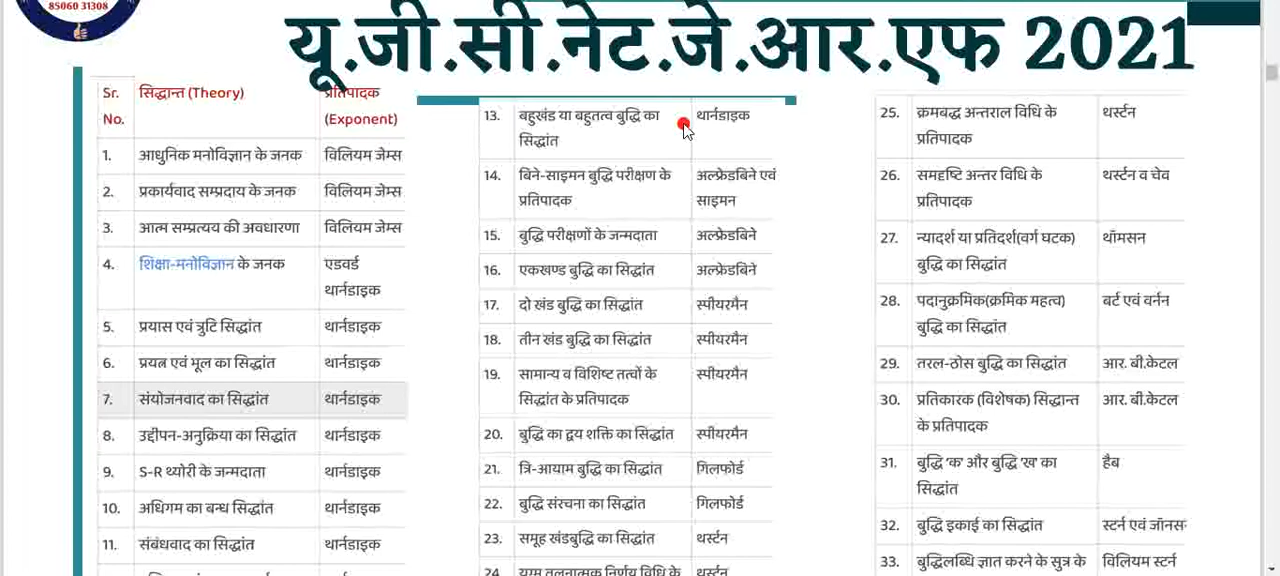 85060 31308
यू.जी.सी.नेट.जे.आर.एफ 2021
Sr. No.	सिद्धान्त (Theory)	प्रतिपादक (Exponent)
1.	आधुनिक मनोविज्ञान के जनक	विलियम जेम्स
2.	प्रकार्यवाद सम्प्रदाय के जनक	विलियम जेम्स
3.	आत्म सम्प्रत्यय की अवधारणा	विलियम जेम्स
4.	शिक्षा-मनोविज्ञान के जनक	एडवर्ड थार्नडाइक
5.	प्रयास एवं त्रुटि सिद्धांत	थार्नडाइक
6.	प्रयत्न एवं भूल का सिद्धांत	थार्नडाइक
7.	संयोजनवाद का सिद्धांत	थार्नडाइक
8.	उद्दीपन-अनुक्रिया का सिद्धांत	थार्नडाइक
9.	S-R थ्योरी के जन्मदाता	थार्नडाइक
10.	अधिगम का बन्ध सिद्धांत	थार्नडाइक
11.	संबंधवाद का सिद्धांत	थार्नडाइक
13.	बहुखंड या बहुतत्व बुद्धि का सिद्धांत	थार्नडाइक
14.	बिने-साइमन बुद्धि परीक्षण के प्रतिपादक	अल्फ्रेडबिने एवं साइमन
15.	बुद्धि परीक्षणों के जन्मदाता	अल्फ्रेडबिने
16.	एकखण्ड बुद्धि का सिद्धांत	अल्फ्रेडबिने
17.	दो खंड बुद्धि का सिद्धांत	स्पीयरमैन
18.	तीन खंड बुद्धि का सिद्धांत	स्पीयरमैन
19.	सामान्य व विशिष्ट तत्वों के सिद्धांत के प्रतिपादक	स्पीयरमैन
20.	बुद्धि का द्वय शक्ति का सिद्धांत	स्पीयरमैन
21.	त्रि-आयाम बुद्धि का सिद्धांत	गिलफोर्ड
22.	बुद्धि संरचना का सिद्धांत	गिलफोर्ड
23.	समूह खंडबुद्धि का सिद्धांत	थर्स्टन
24.	युग्म तुलनात्मक निर्णय विधि के	थर्स्टन
25.	क्रमबद्ध अन्तराल विधि के प्रतिपादक	थर्स्टन
26.	समदृष्टि अन्तर विधि के प्रतिपादक	थर्स्टन व चेव
27.	न्यादर्श या प्रतिदर्श(वर्ग घटक) बुद्धि का सिद्धांत	थॉमसन
28.	पदानुक्रमिक(क्रमिक महत्व) बुद्धि का सिद्धांत	बर्ट एवं वर्नन
29.	तरल-ठोस बुद्धि का सिद्धांत	आर. बी.केटल
30.	प्रतिकारक (विशेषक) सिद्धान्त के प्रतिपादक	आर. बी.केटल
31.	बुद्धि 'क' और बुद्धि 'ख' का सिद्धांत	हैब
32.	बुद्धि इकाई का सिद्धांत	स्टर्न एवं जॉनसन
33.	बुद्धिलब्धि ज्ञात करने के सुत्र के	विलियम स्टर्न